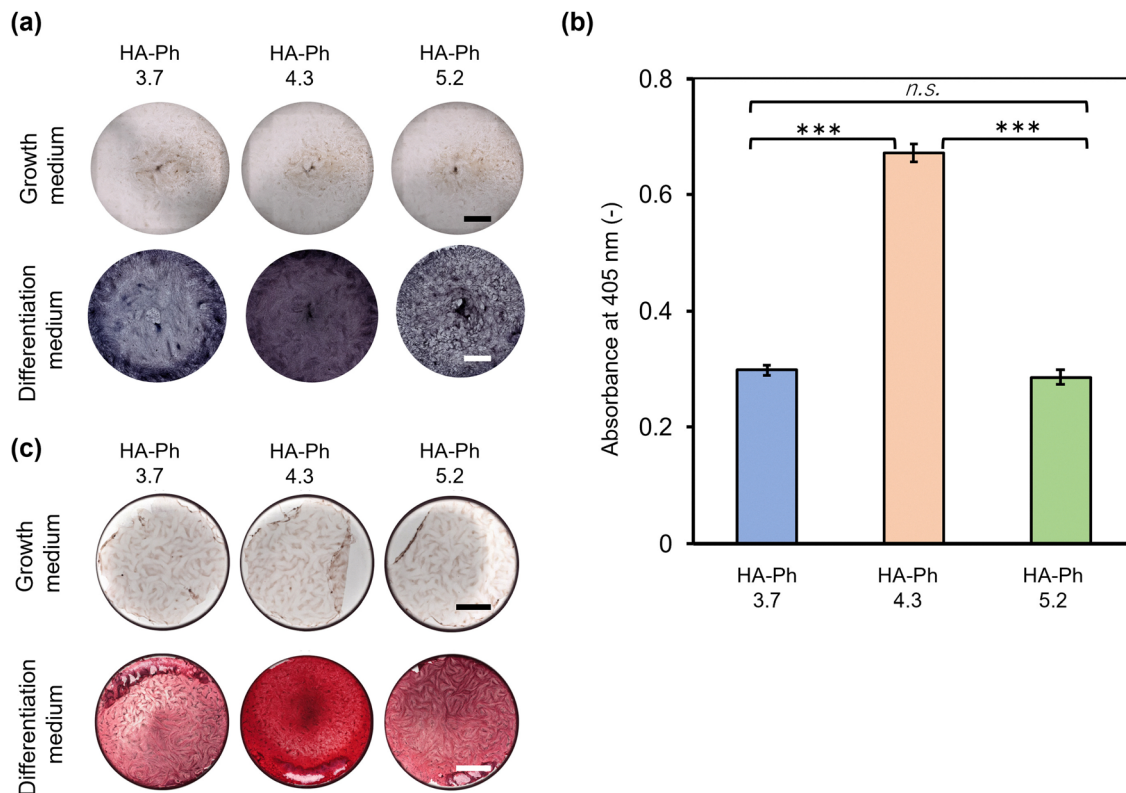 (a)
HA-Ph
3.7
HA-Ph
4.3
HA-Ph
5.2
Growth
medium
Differentiation
medium
(b)
0.8
0.6
0.4
0.2
0
Absorbance at 405 nm (-)
n.s.
***
***
HA-Ph
3.7
HA-Ph
4.3
HA-Ph
5.2
(c)
HA-Ph
3.7
HA-Ph
4.3
HA-Ph
5.2
Growth
medium
Differentiation
medium